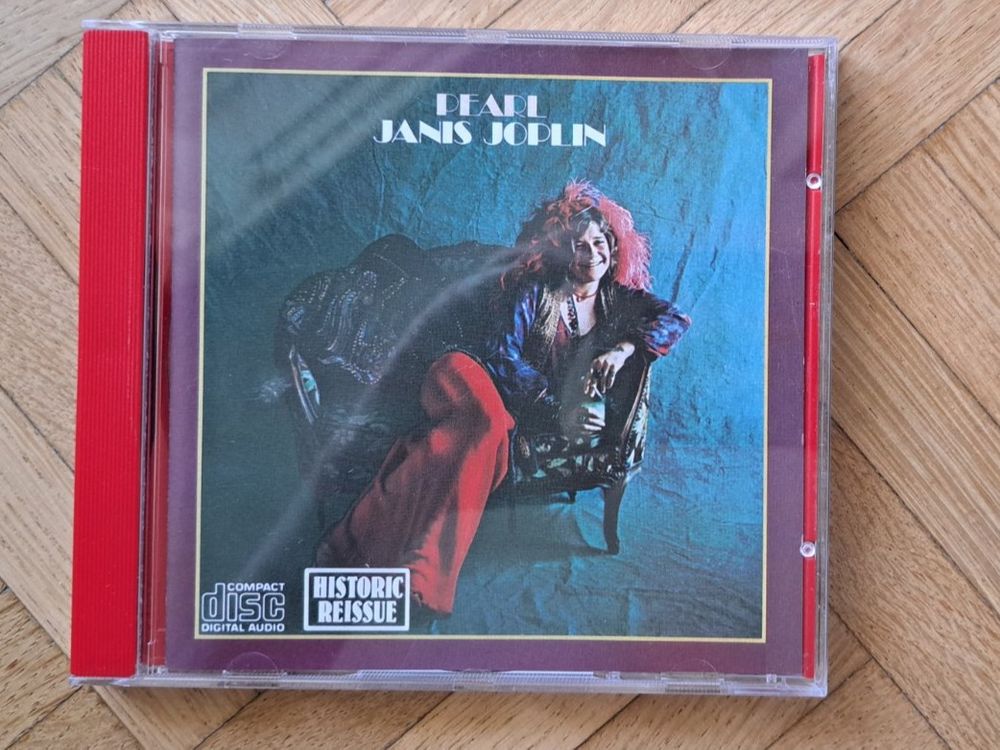 PEARL
JANIS JOPLIN
COMPACT
disc
DIGITAL AUDIO
HISTORIC
REISSUE